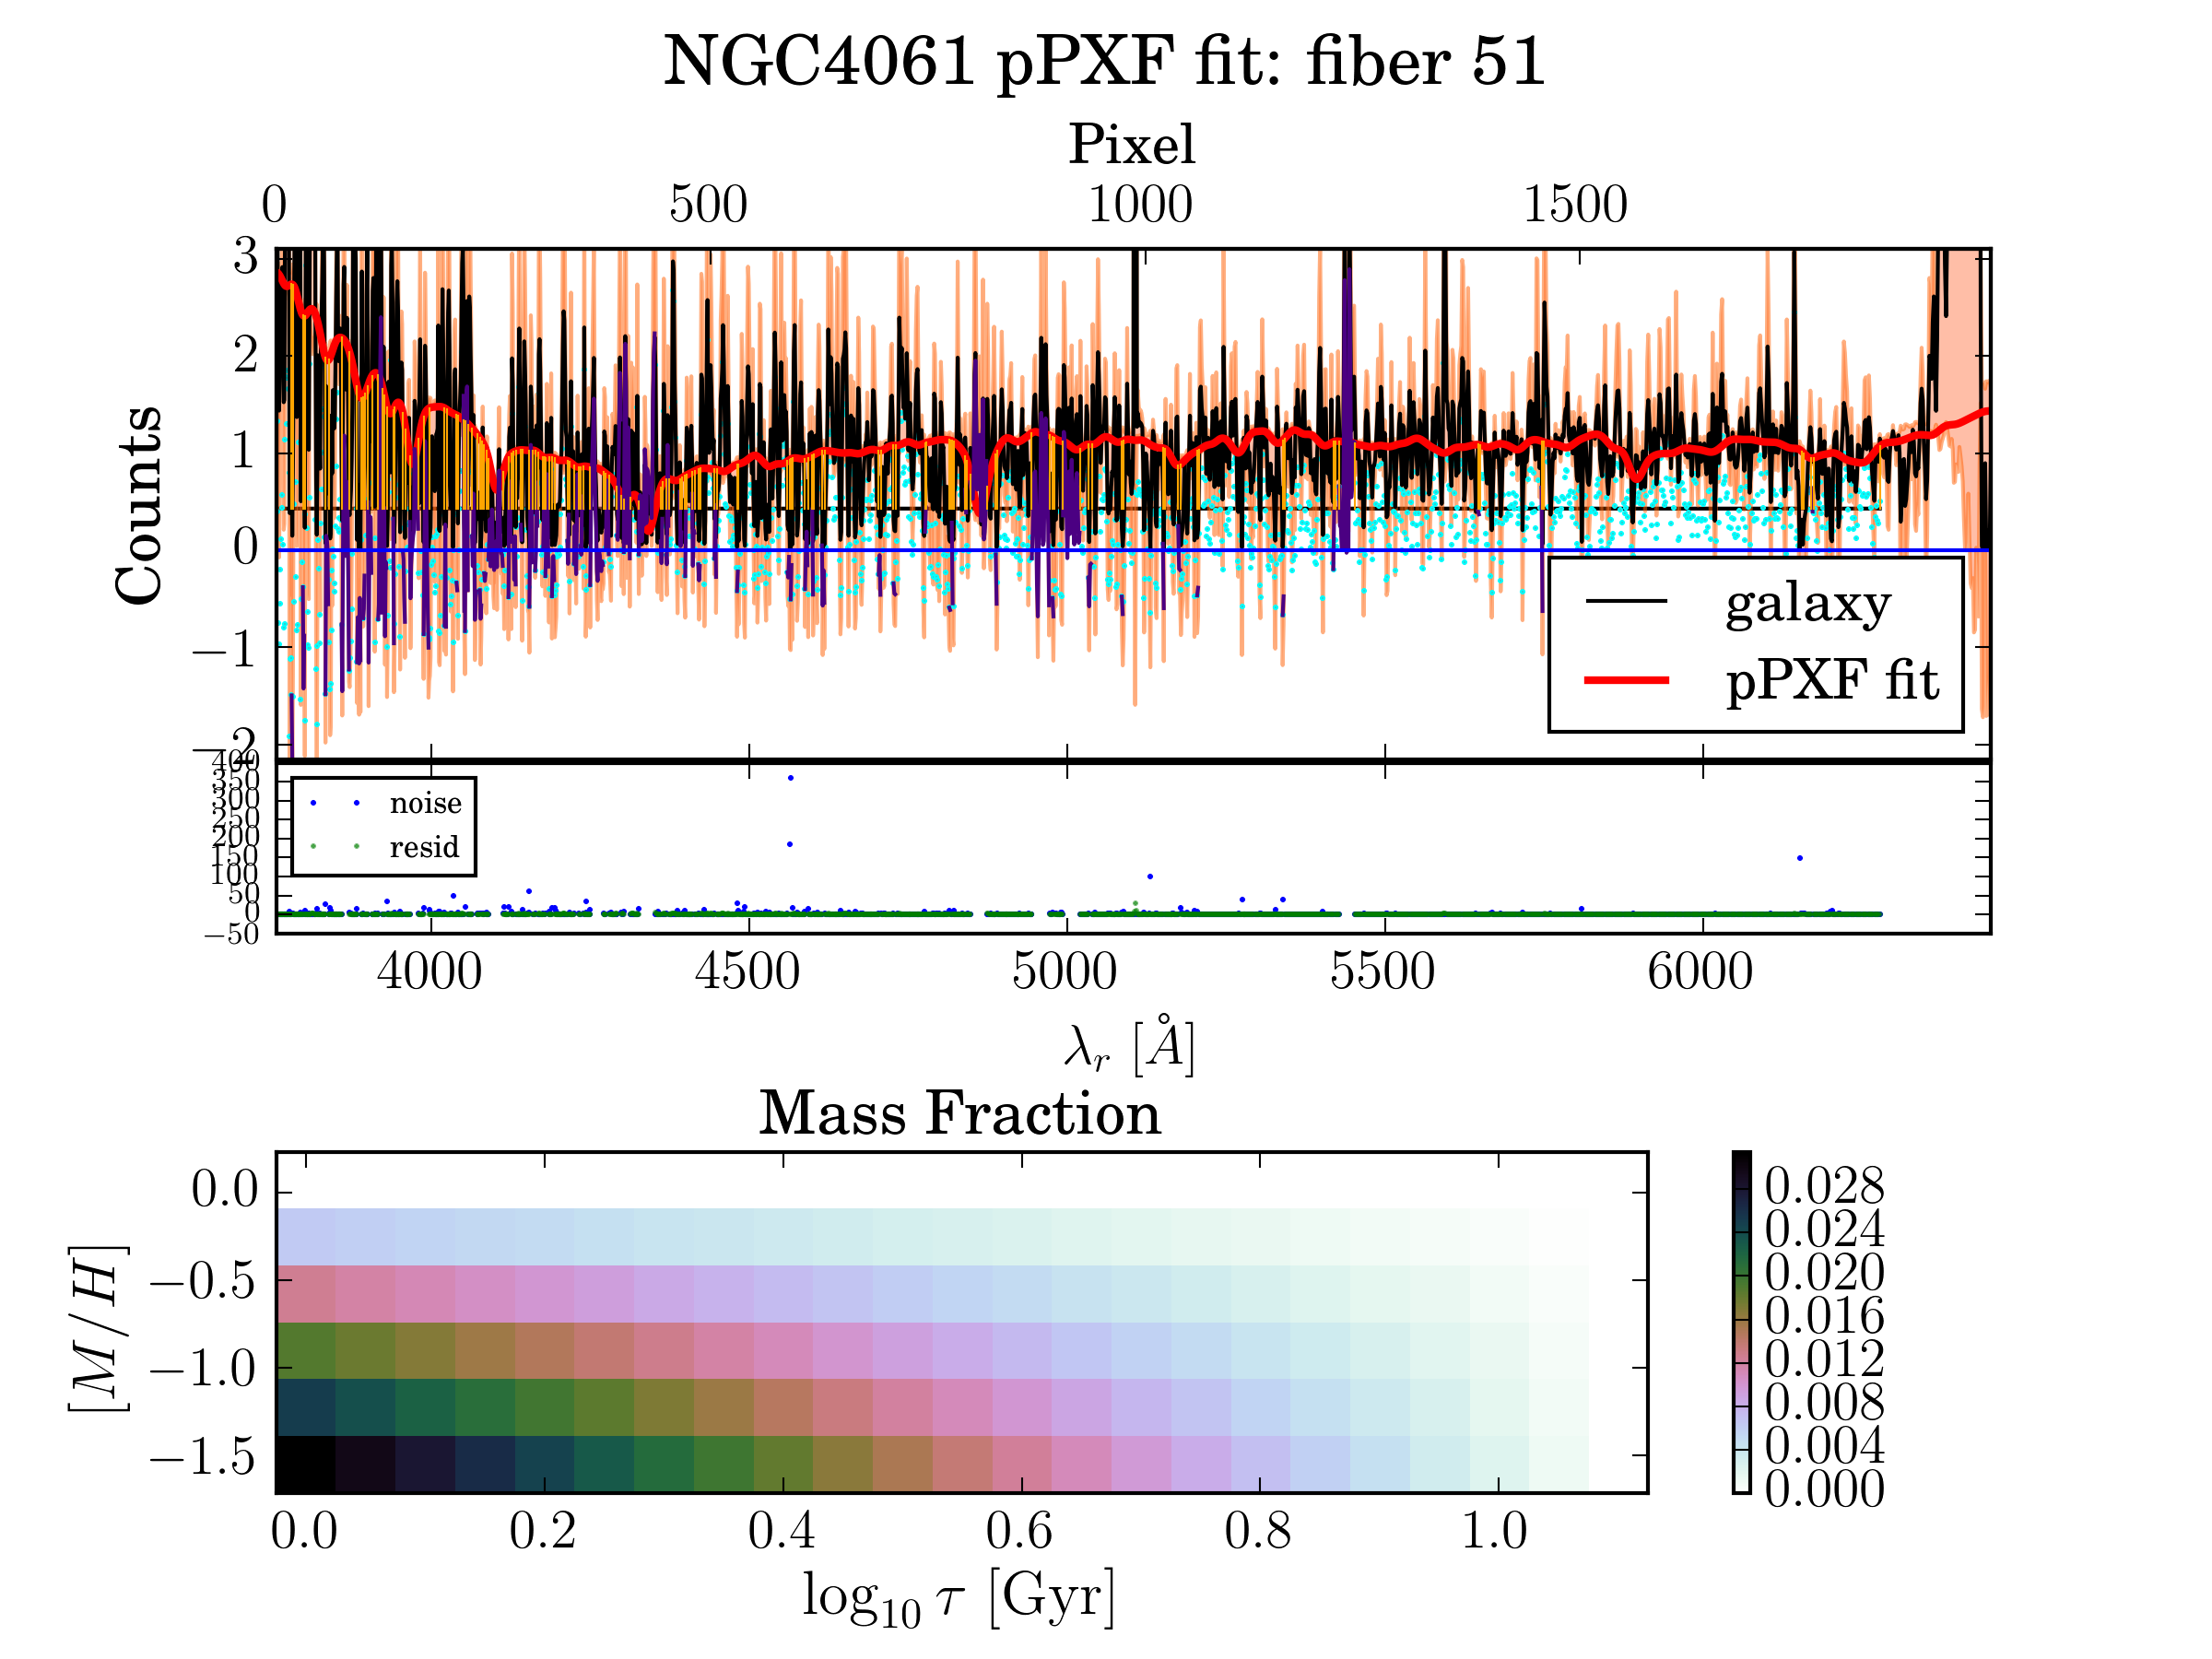 NGC4061 pPXF fit: fiber 51
Pixel
0 500 1000 1500
3
2
1
0
−1
−2
Counts
galaxy
pPXF fit
400
350
300
250
200
150
100
50
0
−50
noise
resid
4000 4500 5000 5500 6000
λr [Å]
Mass Fraction
0.0
−0.5
−1.0
−1.5
[M/H]
0.028
0.024
0.020
0.016
0.012
0.008
0.004
0.000
0.0 0.2 0.4 0.6 0.8 1.0
log10 τ [Gyr]